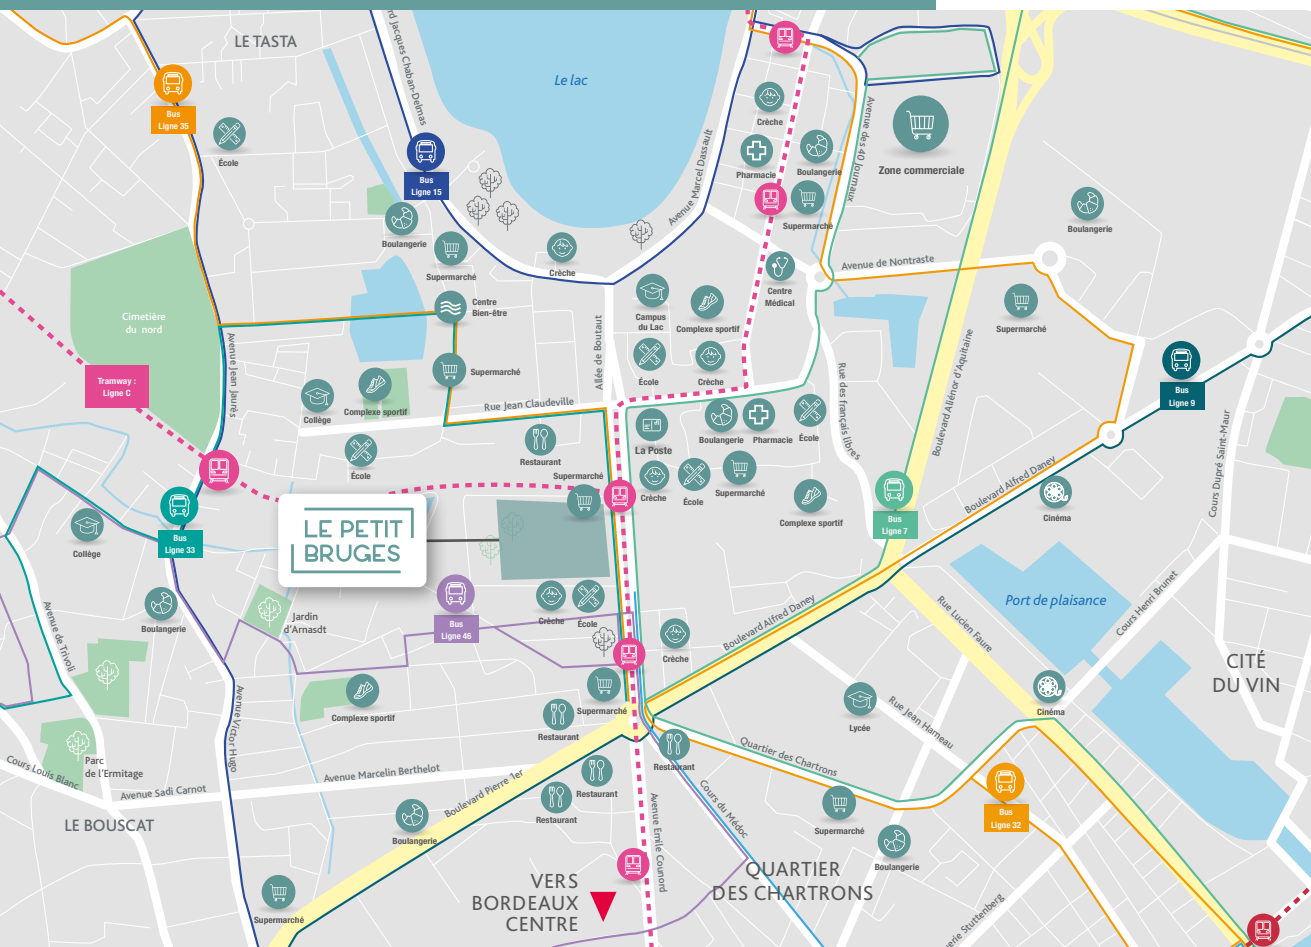 LE TASTA
Bus
Ligne 35
École
Jacques Chaban-Delmas
Bus
Ligne 15
Le lac
Avenue Marcel Dassault
Crèche
Pharmacie
Boulangerie
Supermarché
Centre
Médical
Avenue des 40 Journaux
Zone commerciale
Boulangerie
Avenue de Nontraste
Supermarché
Boulangerie
Supermarché
Crèche
Centre
Bien-être
Supermarché
Cimetière
du nord
Tramway :
Ligne C
Avenue Jean Jaurès
Collège
Complexe sportif
École
Rue Jean Claudeville
Allée de Boutaut
Campus
du Lac
Complexe sportif
École
Crèche
Restaurant
Supermarché
La Poste
Boulangerie
Pharmacie
École
Crèche
École
Supermarché
Complexe sportif
Rue des français libres
Boulevard Aliénor d'Aquitaine
Bus
Ligne 9
Bus
Ligne 7
Boulevard Alfred Daney
Cinéma
Cours Dupré Saint-Maur
Collège
Bus
Ligne 33
LE PETIT
BRUGES
Boulangerie
Avenue de Trivoli
Jardin
d'Arnasdt
Bus
Ligne 46
Crèche
École
Crèche
Boulevard Alfred Daney
Rue Lucien Faure
Port de plaisance
Cours Henri Brunet
CITÉ
DU VIN
Complexe sportif
Supermarché
Restaurant
Restaurant
Restaurant
Restaurant
Avenue Victor Hugo
Parc
de l'Ermitage
Cours Louis Blanc
Avenue Sadi Carnot
Avenue Marcelin Berthelot
LE BOUSCAT
Boulevard Pierre 1er
Boulangerie
Supermarché
Quartier des Chartrons
Lycée
Rue Jean Hameau
Cinéma
Bus
Ligne 32
Supermarché
Boulangerie
Cours du Médoc
Avenue Emile Counord
QUARTIER
DES CHARTRONS
VERS
BORDEAUX
CENTRE
erie Stuttenberg